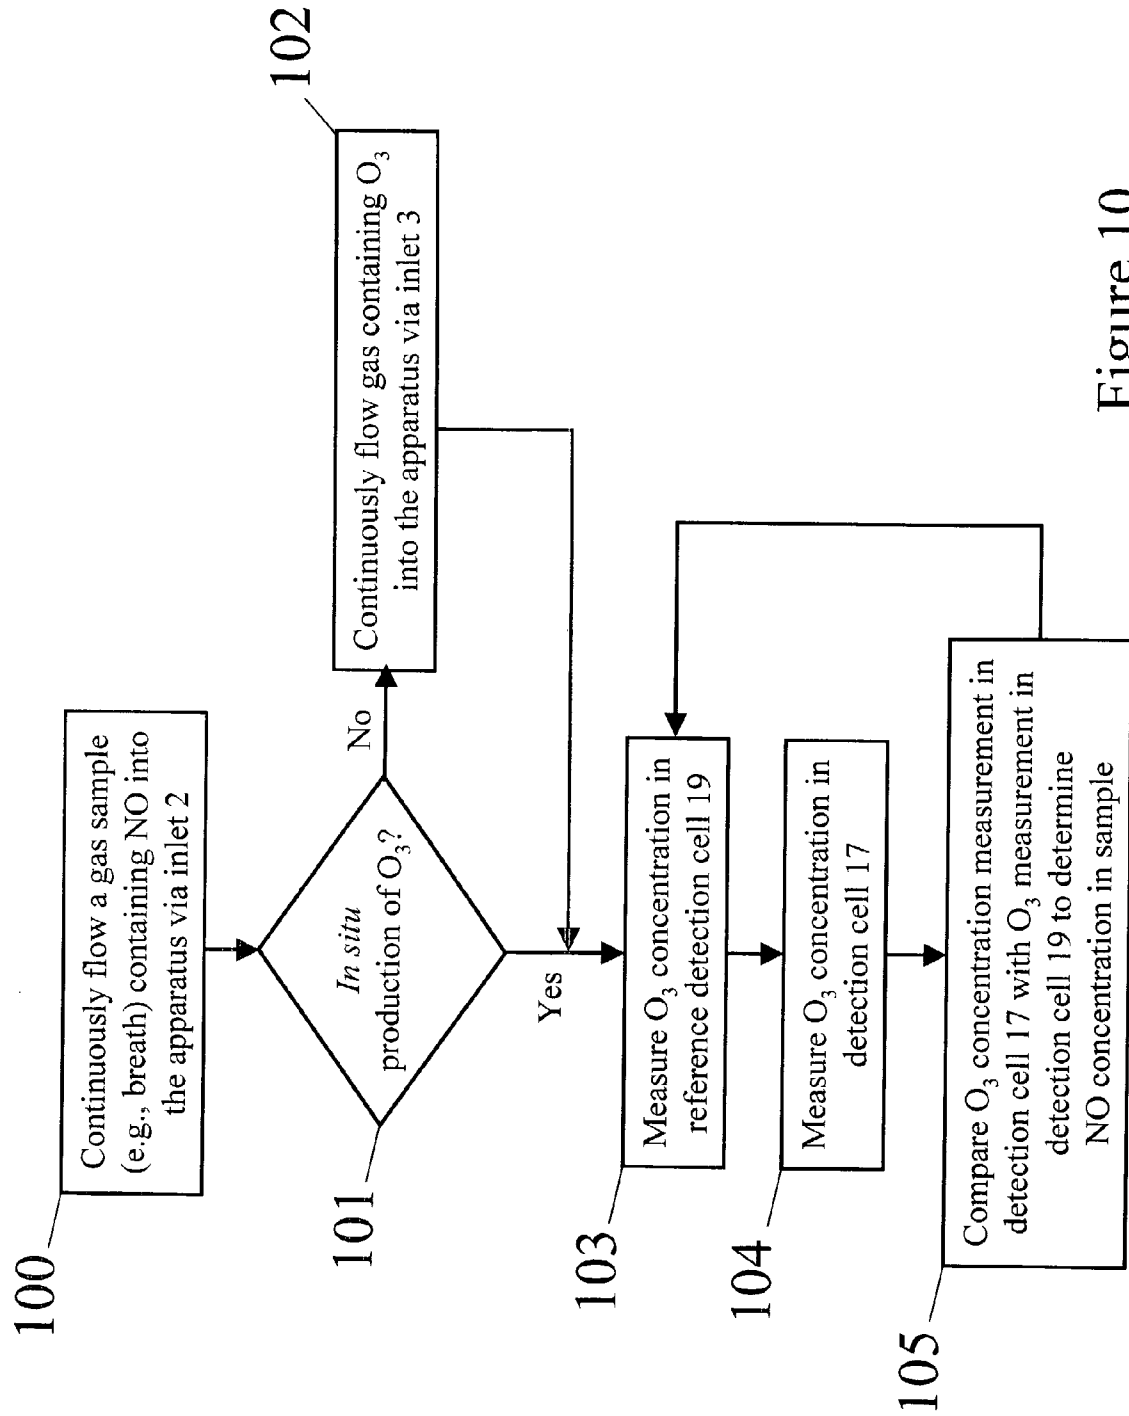 100
Continuously flow a gas sample
(e.g., breath) containing NO into
the apparatus via inlet 2
101
In situ
production of O₃?
No
102
Continuously flow gas containing O₃
into the apparatus via inlet 3
Yes
103
Measure O₃ concentration in
reference detection cell 19
104
Measure O₃ concentration in
detection cell 17
105
Compare O₃ concentration measurement in
detection cell 17 with O₃ measurement in
detection cell 19 to determine
NO concentration in sample
Figure 10